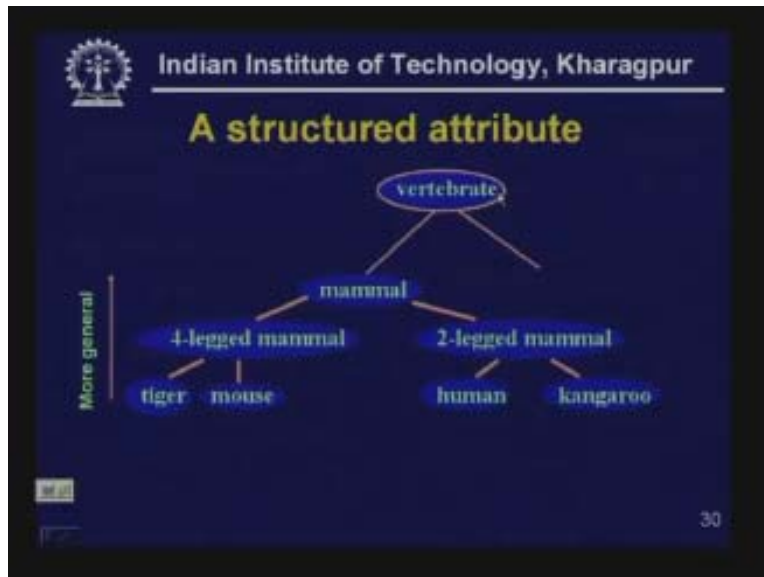 Indian Institute of Technology, Kharagpur
A structured attribute
vertebrate
mammal
4-legged mammal 2-legged mammal
tiger mouse human kangaroo
More general
30